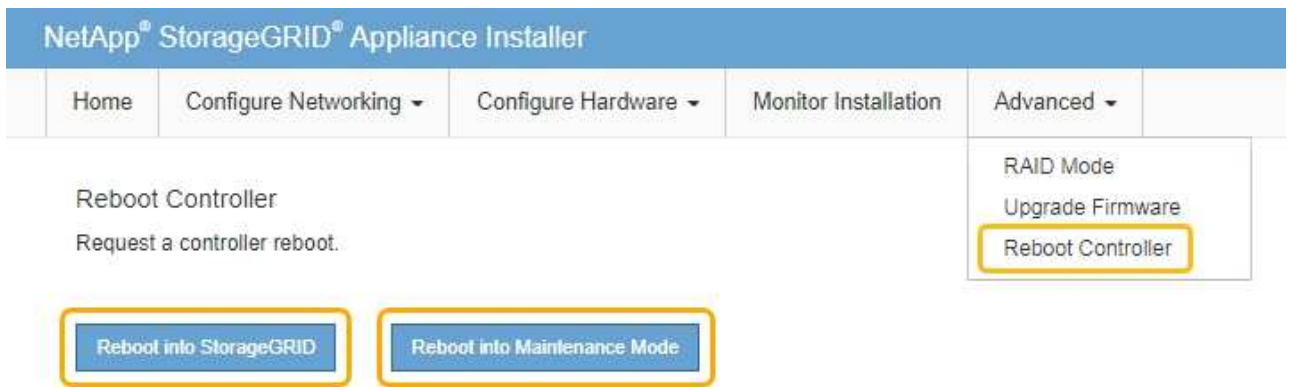 NetApp® StorageGRID® Appliance Installer
Home Configure Networking Configure Hardware Monitor Installation Advanced
RAID Mode
Upgrade Firmware
Reboot Controller
Reboot Controller
Request a controller reboot.
Reboot into StorageGRID Reboot into Maintenance Mode